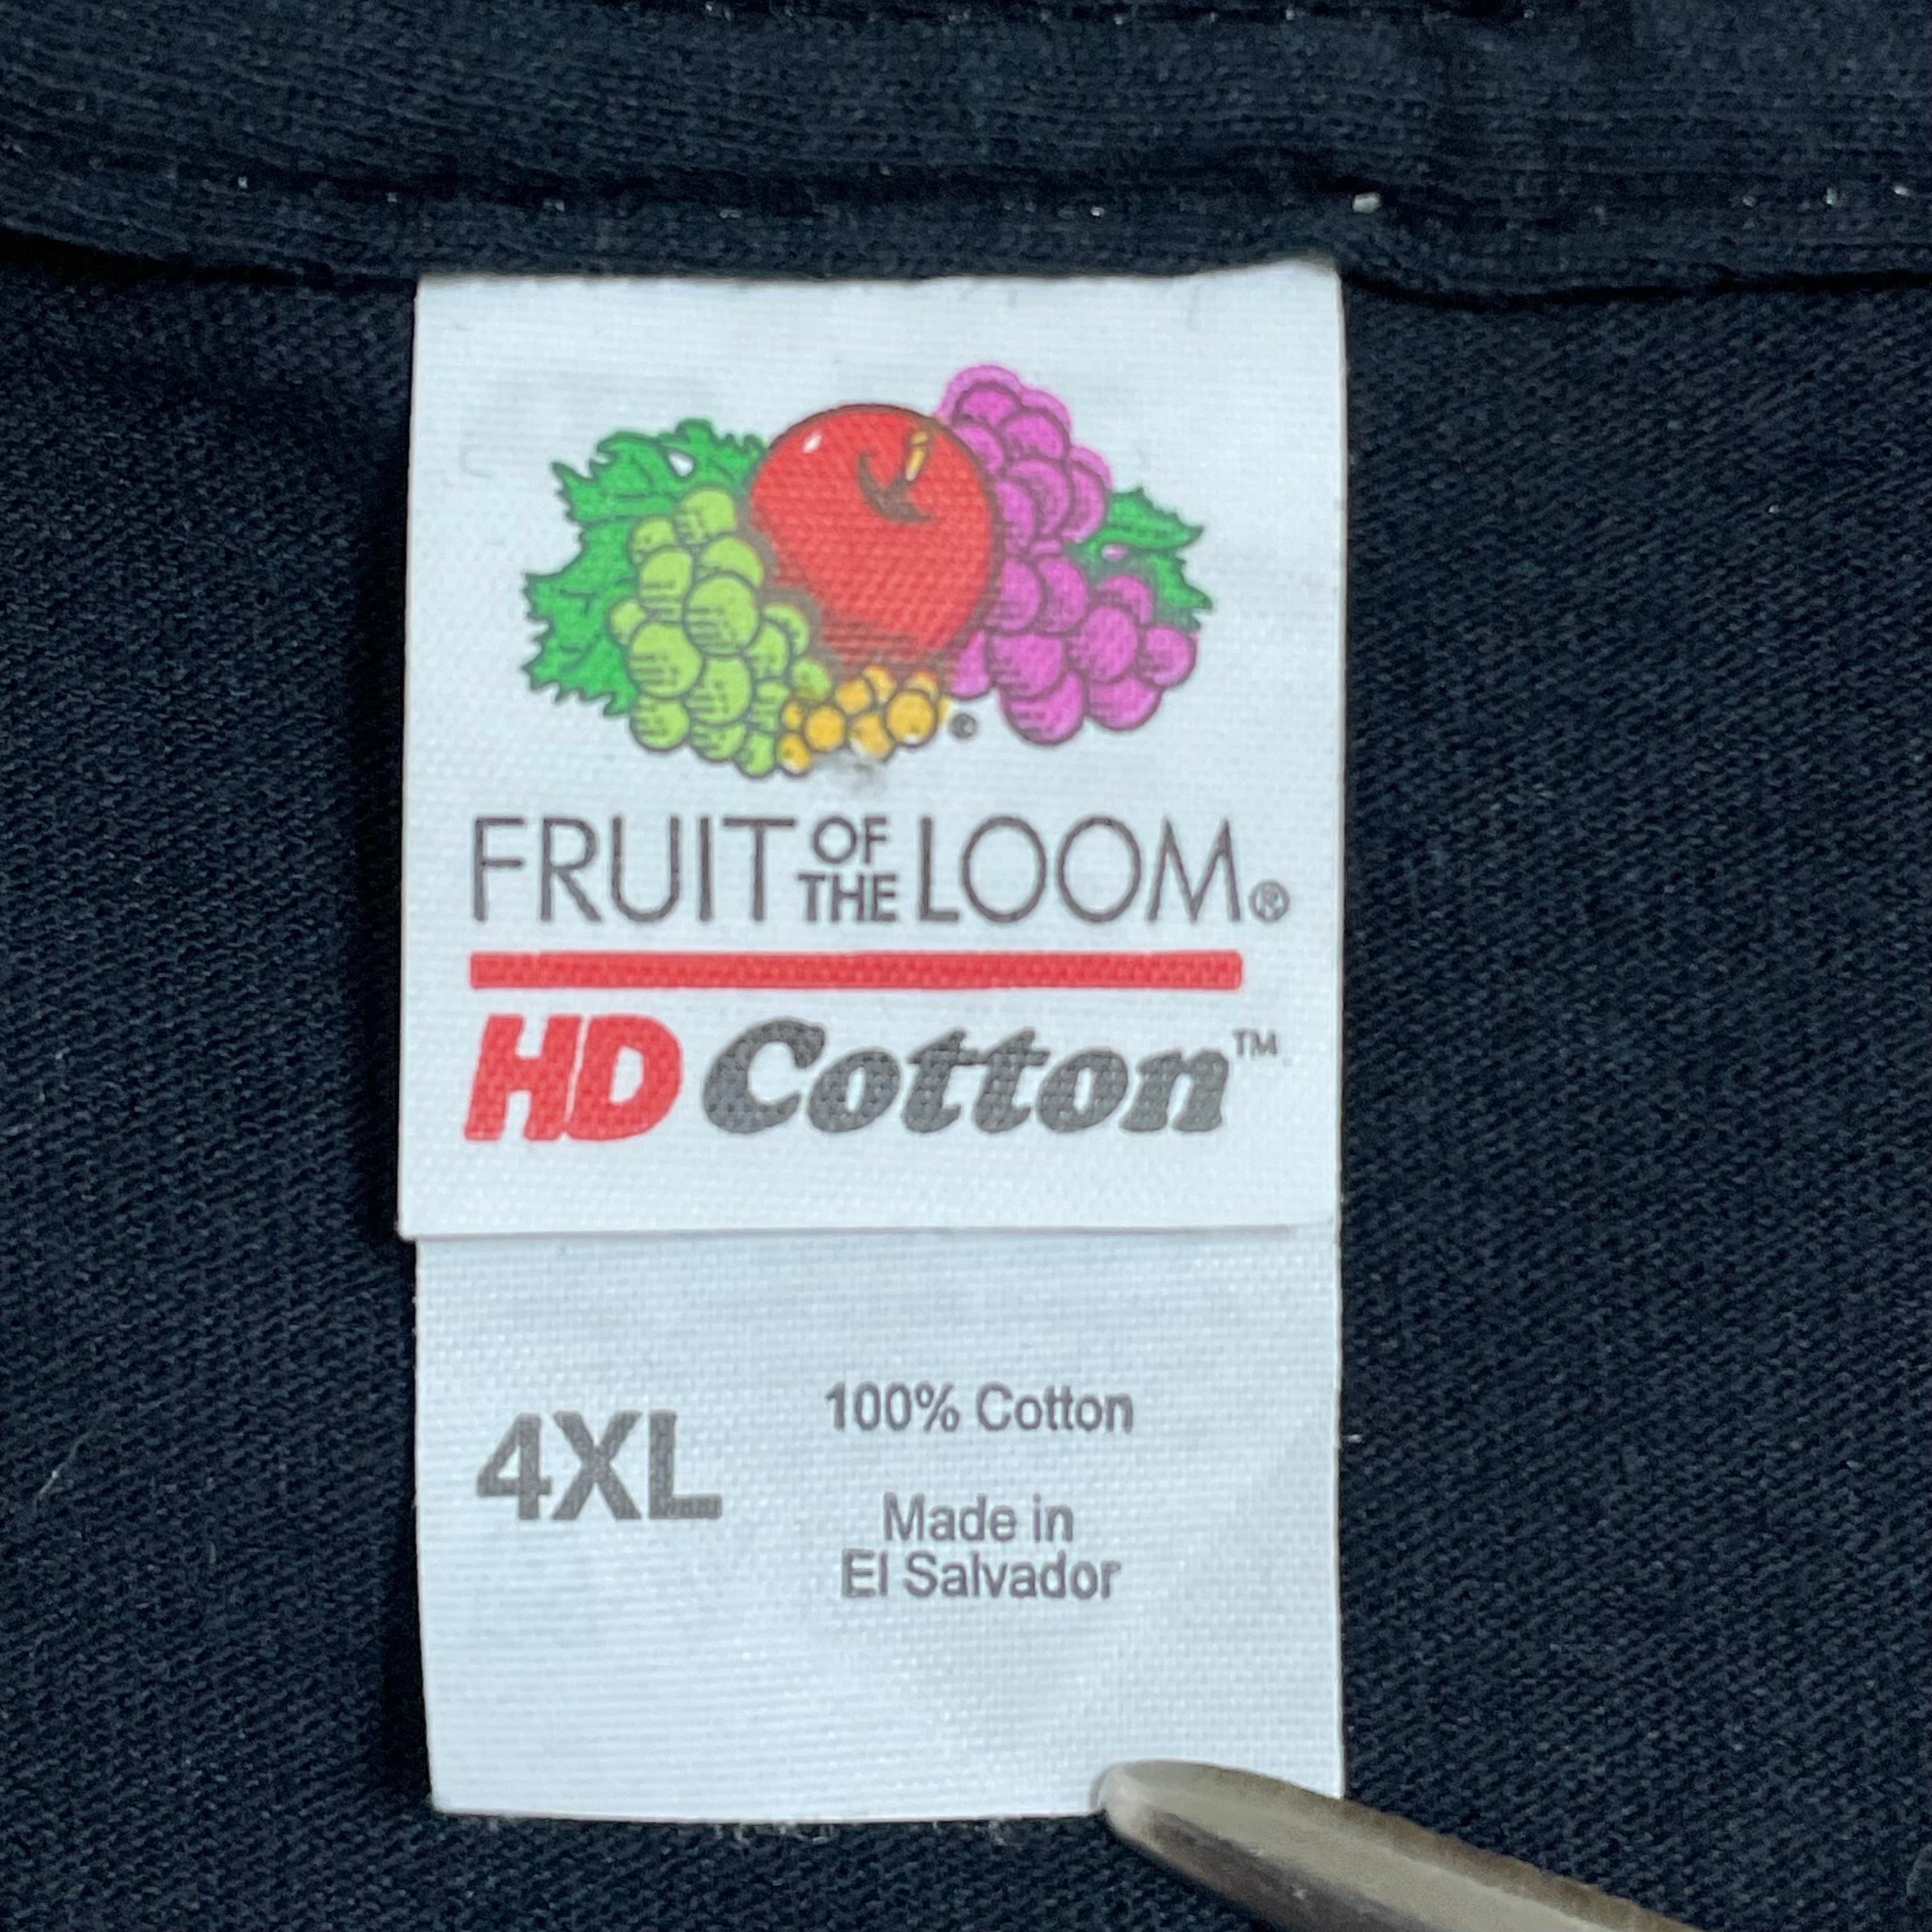 FRUIT OF THE LOOM®
HD Cotton™
4XL
100% Cotton
Made in
El Salvador